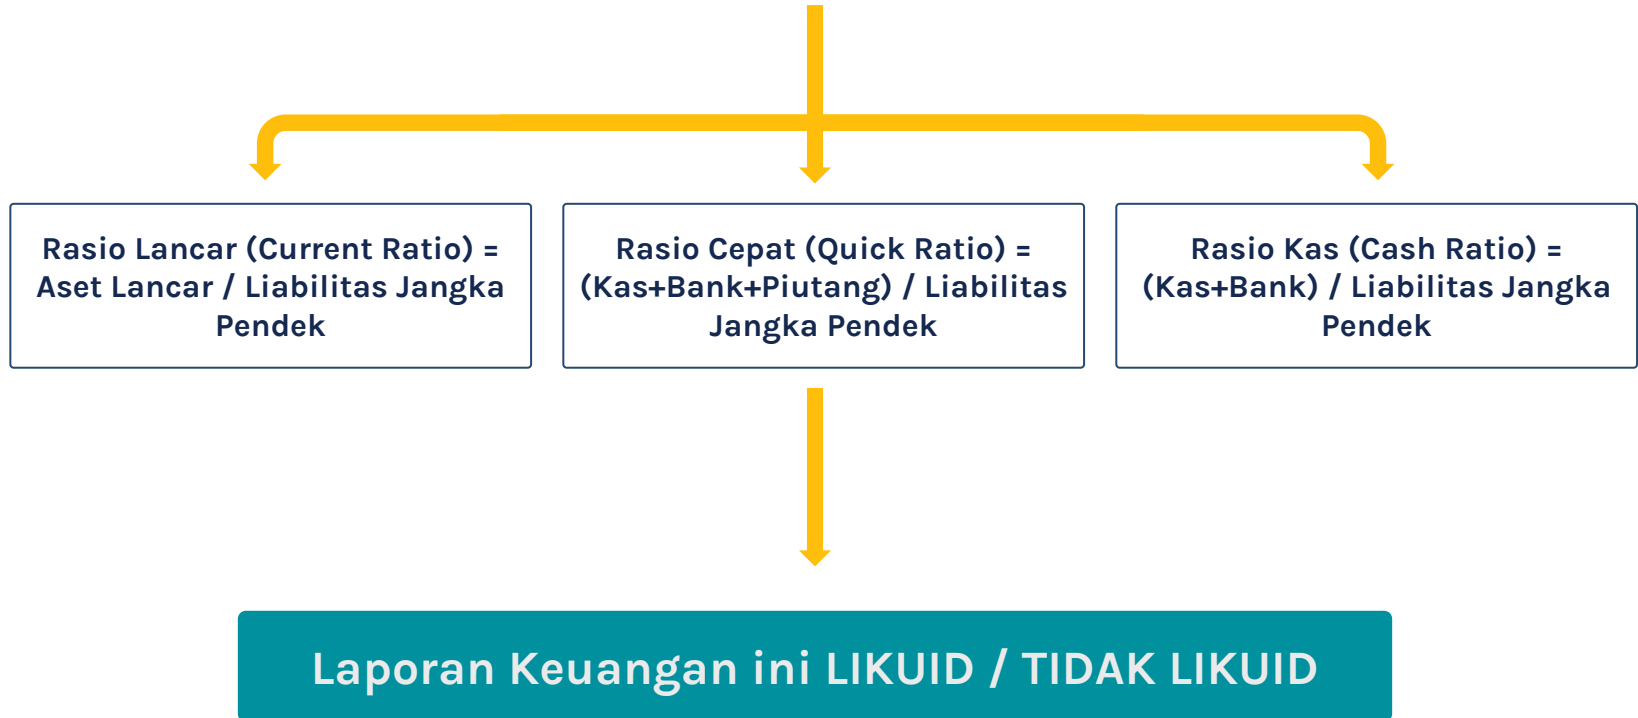 Rasio Lancar (Current Ratio) =
Aset Lancar / Liabilitas Jangka
Pendek
Rasio Cepat (Quick Ratio) =
(Kas+Bank+Piutang) / Liabilitas
Jangka Pendek
Rasio Kas (Cash Ratio) =
(Kas+Bank) / Liabilitas Jangka
Pendek
Laporan Keuangan ini LIKUID / TIDAK LIKUID